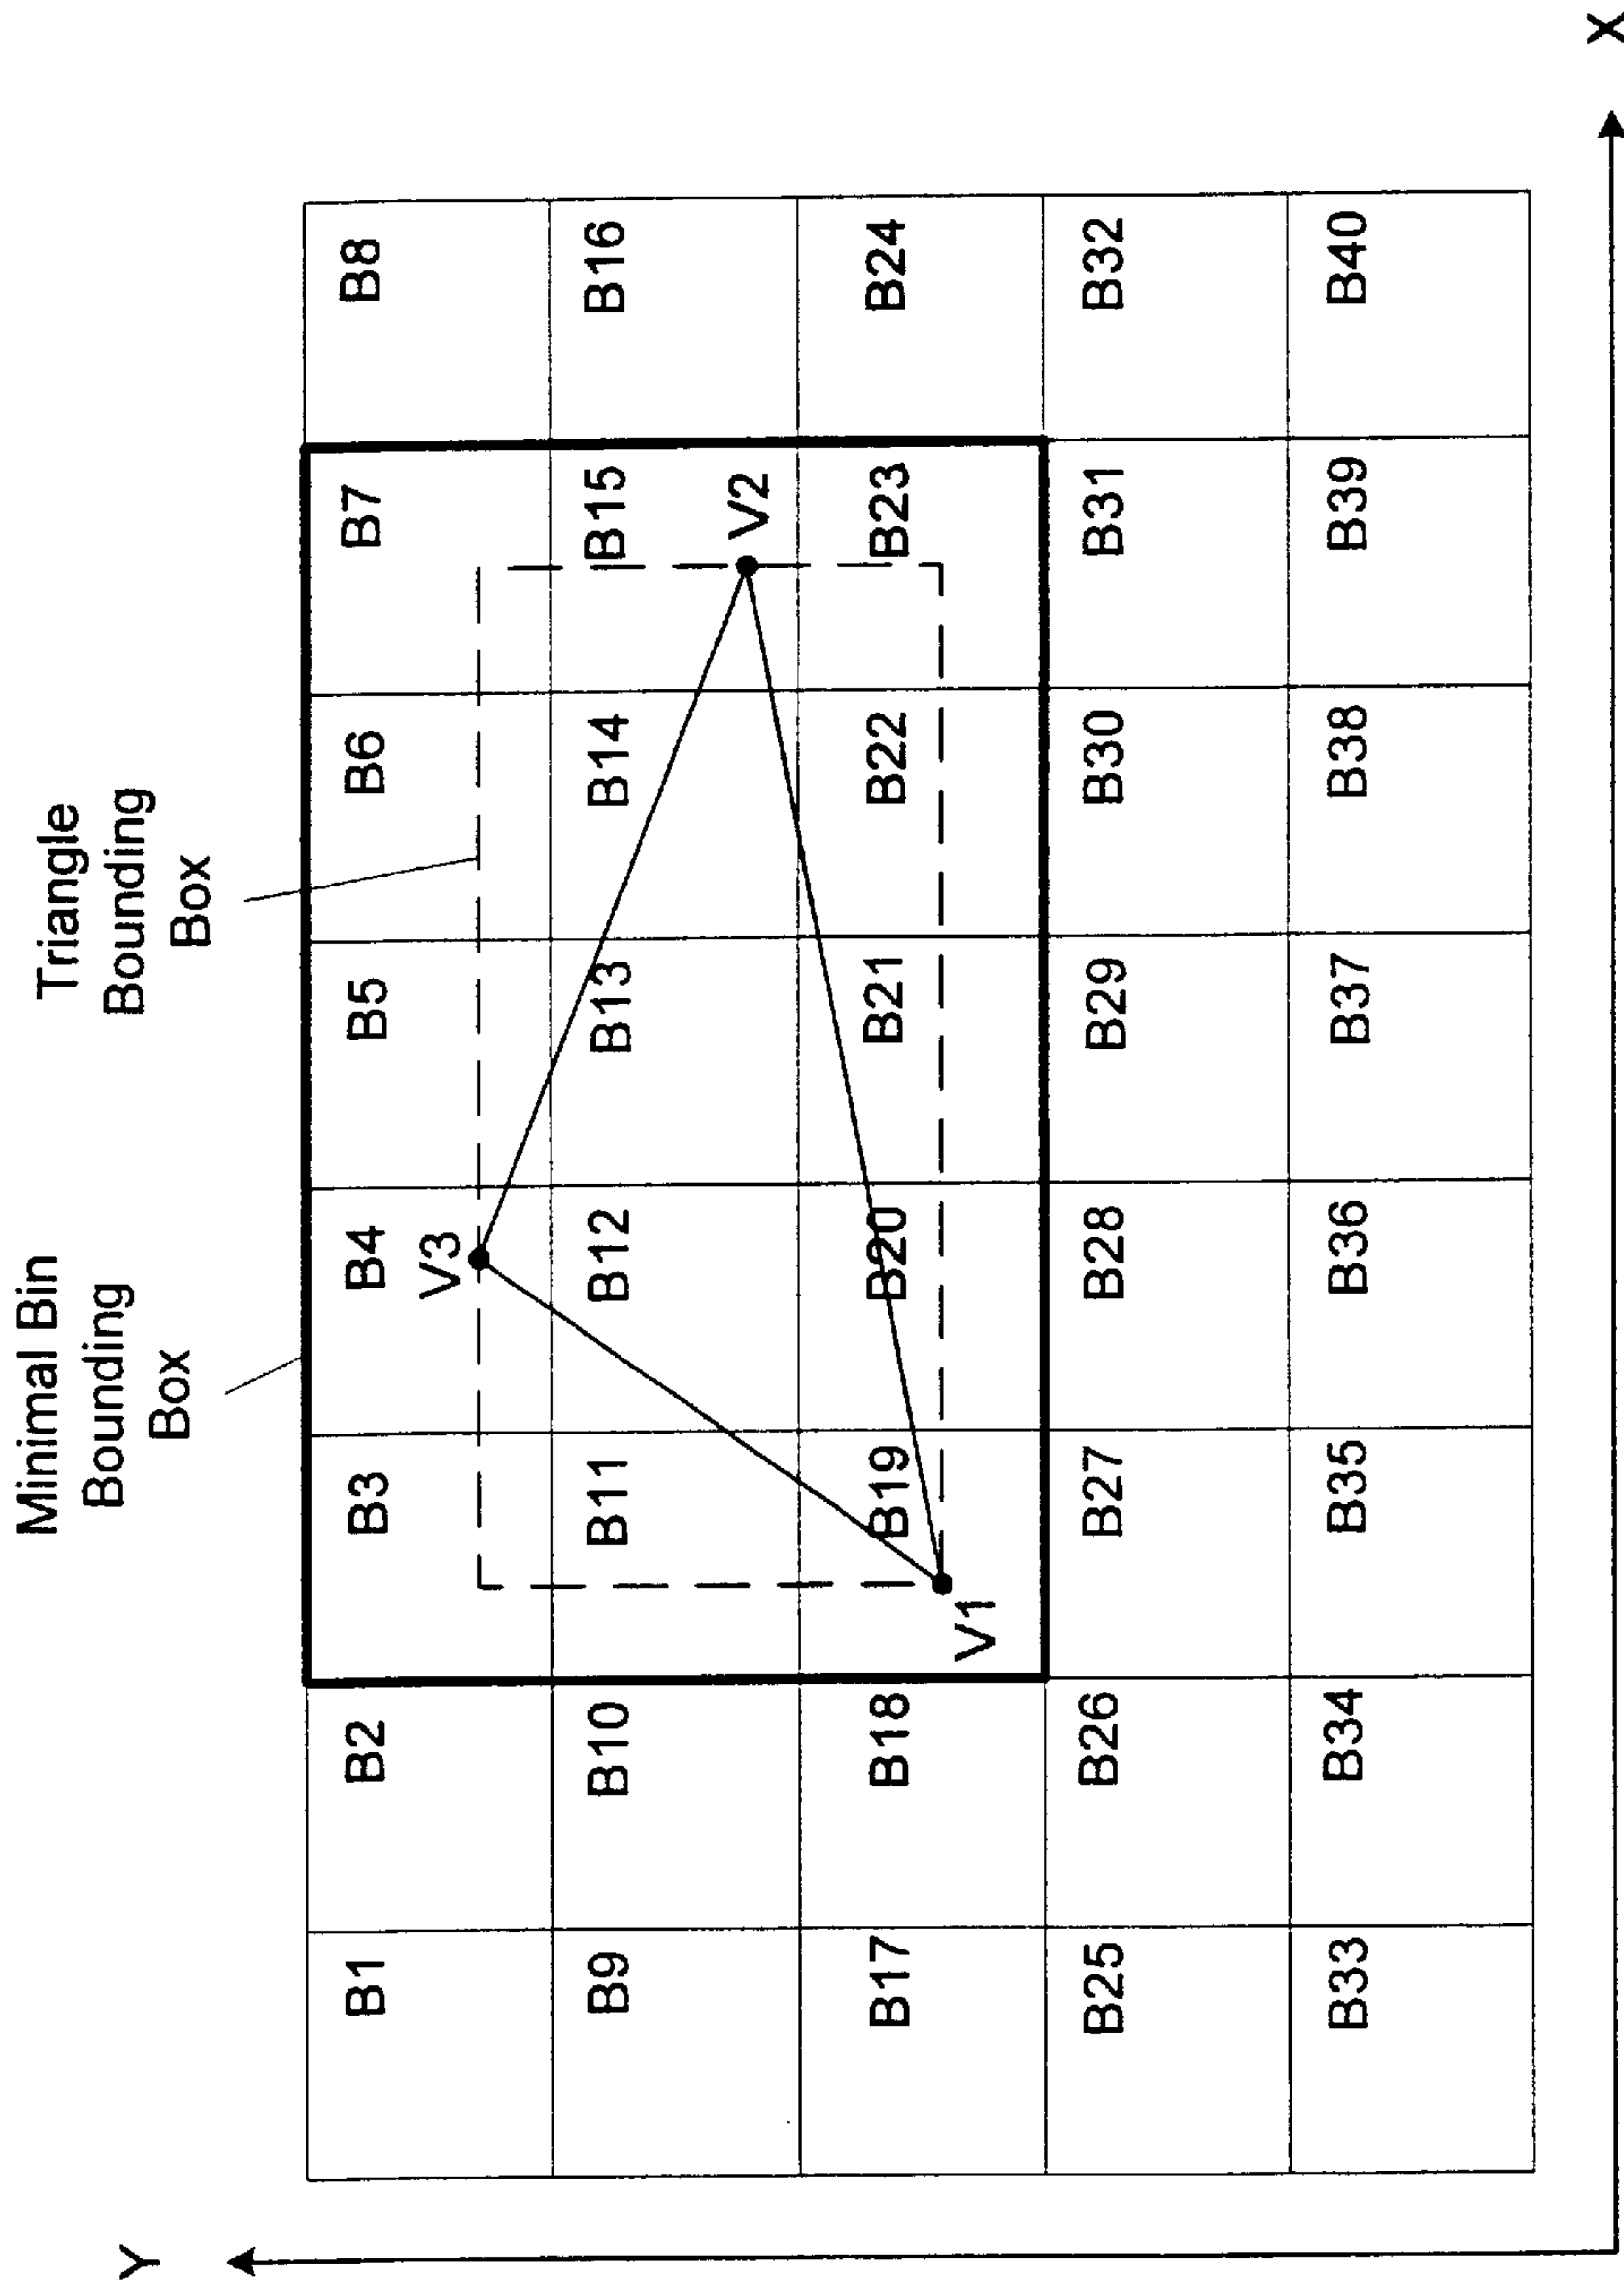 Minimal Bin
Bounding
Box
Triangle
Bounding
Box
Y
B1 B2 B3 B4 B5 B6 B7 B8
V3
B9 B10 B11 B12 B13 B14 B15 B16
V2
B17 B18 B19 B20 B21 B22 B23 B24
V1
B25 B26 B27 B28 B29 B30 B31 B32
B33 B34 B35 B36 B37 B38 B39 B40
X